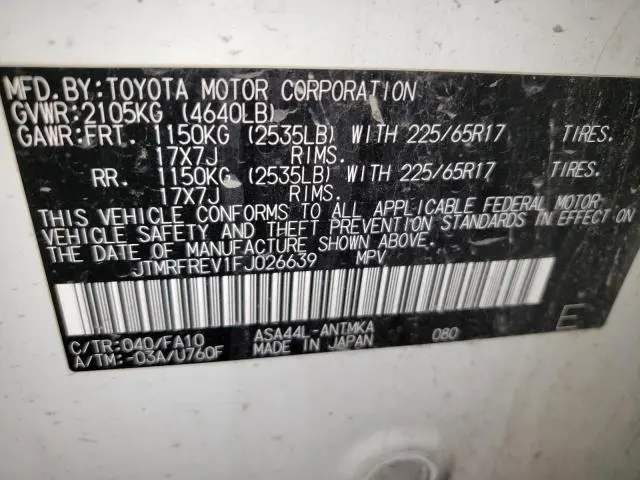 MFD.BY:TOYOTA MOTOR CORPORATION
GVWR:2105KG (4640LB)
GAWR:FRT. 1150KG (2535LB) WITH 225/65R17 TIRES.
17X7J RIMS.
RR. 1150KG (2535LB) WITH 225/65R17 TIRES.
17X7J RIMS.
THIS VEHICLE CONFORMS TO ALL APPLICABLE FEDERAL MOTOR
VEHICLE SAFETY AND THEFT PREVENTION STANDARDS IN EFFECT ON
THE DATE OF MANUFACTURE SHOWN ABOVE.
JTMRFREV1FJ026639 MPV
C/TR:040/FA10 ASA44L-ANTMKA 080 E
A/TM:-03A/U760F MADE IN JAPAN